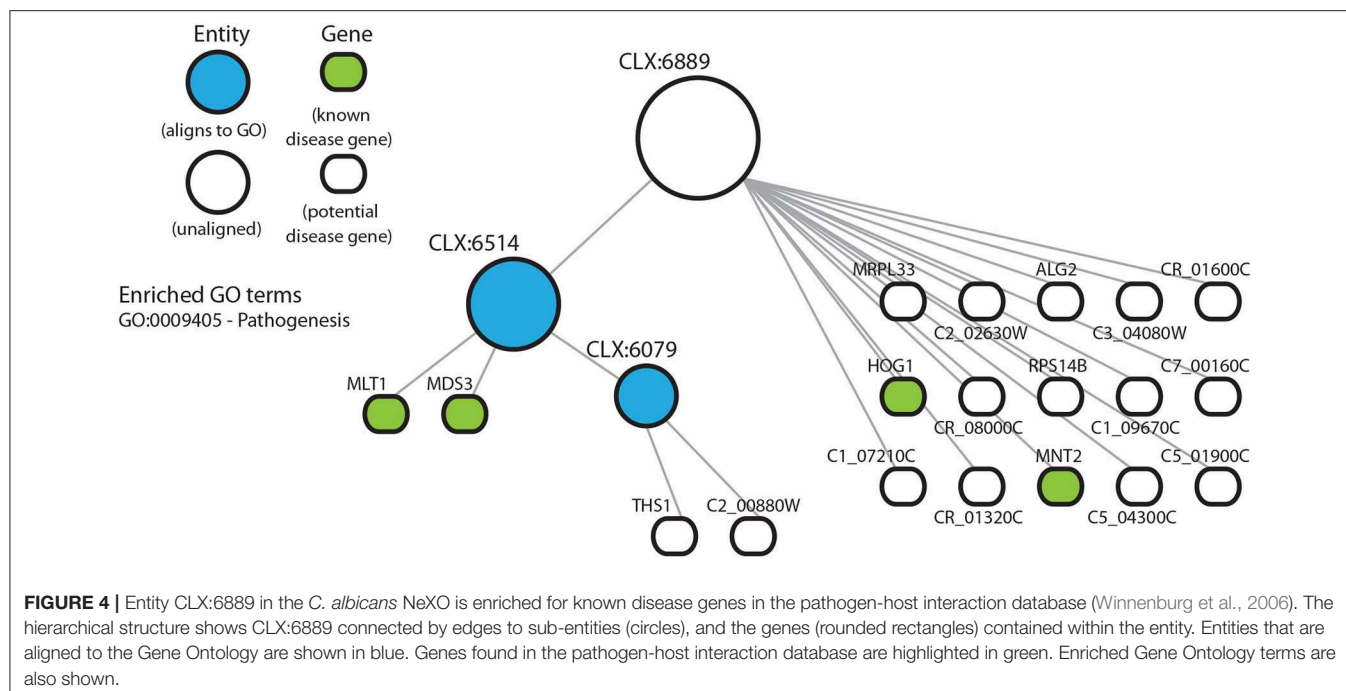 Entity
Gene
(aligns to GO)
(known
disease gene)
(unaligned)
(potential
disease gene)
CLX:6889
CLX:6514
Enriched GO terms
GO:0009405 - Pathogenesis
CLX:6079
MLT1
MDS3
THS1
C2_00880W
MRPL33
ALG2
CR_01600C
C2_02630W
C3_04080W
HOG1
RPS14B
C7_00160C
CR_08000C
C1_09670C
C1_07210C
MNT2
C5_01900C
CR_01320C
C5_04300C
FIGURE 4 | Entity CLX:6889 in the C. albicans NeXO is enriched for known disease genes in the pathogen-host interaction database (Winnenburg et al., 2006). The
hierarchical structure shows CLX:6889 connected by edges to sub-entities (circles), and the genes (rounded rectangles) contained within the entity. Entities that are
aligned to the Gene Ontology are shown in blue. Genes found in the pathogen-host interaction database are highlighted in green. Enriched Gene Ontology terms are
also shown.